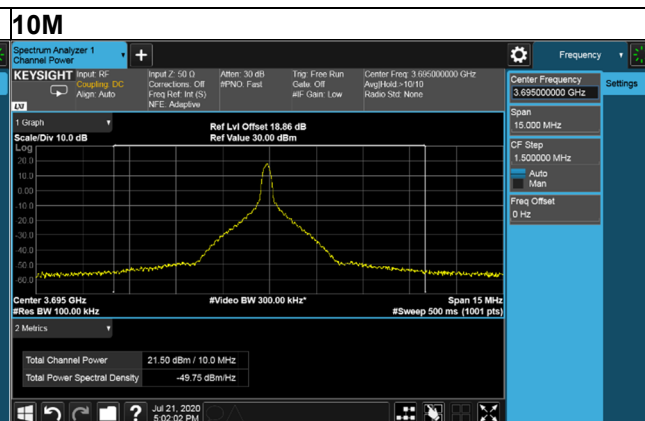 10M
Spectrum Analyzer 1
Channel Power
Frequency
KEYSIGHT
Input: RF
Coupling: DC
Align: Auto
Input Z: 50 Ω
Corrections: Off
Freq Ref: Int (S)
NFE: Adaptive
Atten: 30 dB
#PNO: Fast
Trig: Free Run
Gate: Off
#IF Gain: Low
Center Freq: 3.695000000 GHz
Avg|Hold:>10/10
Radio Std: None
LXI
Center Frequency
3.695000000 GHz
Settings
Span
15.000 MHz
CF Step
1.500000 MHz
Auto
Man
Freq Offset
0 Hz
1 Graph
Scale/Div 10.0 dB
Ref Lvl Offset 18.86 dB
Ref Value 30.00 dBm
Log
20.0
10.0
0.00
-10.0
-20.0
-30.0
-40.0
-50.0
-60.0
Center 3.695 GHz
#Res BW 100.00 kHz
#Video BW 300.00 kHz*
Span 15 MHz
#Sweep 500 ms (1001 pts)
2 Metrics
Total Channel Power 21.50 dBm / 10.0 MHz
Total Power Spectral Density -49.75 dBm/Hz
?
Jul 21, 2020
5:02:02 PM